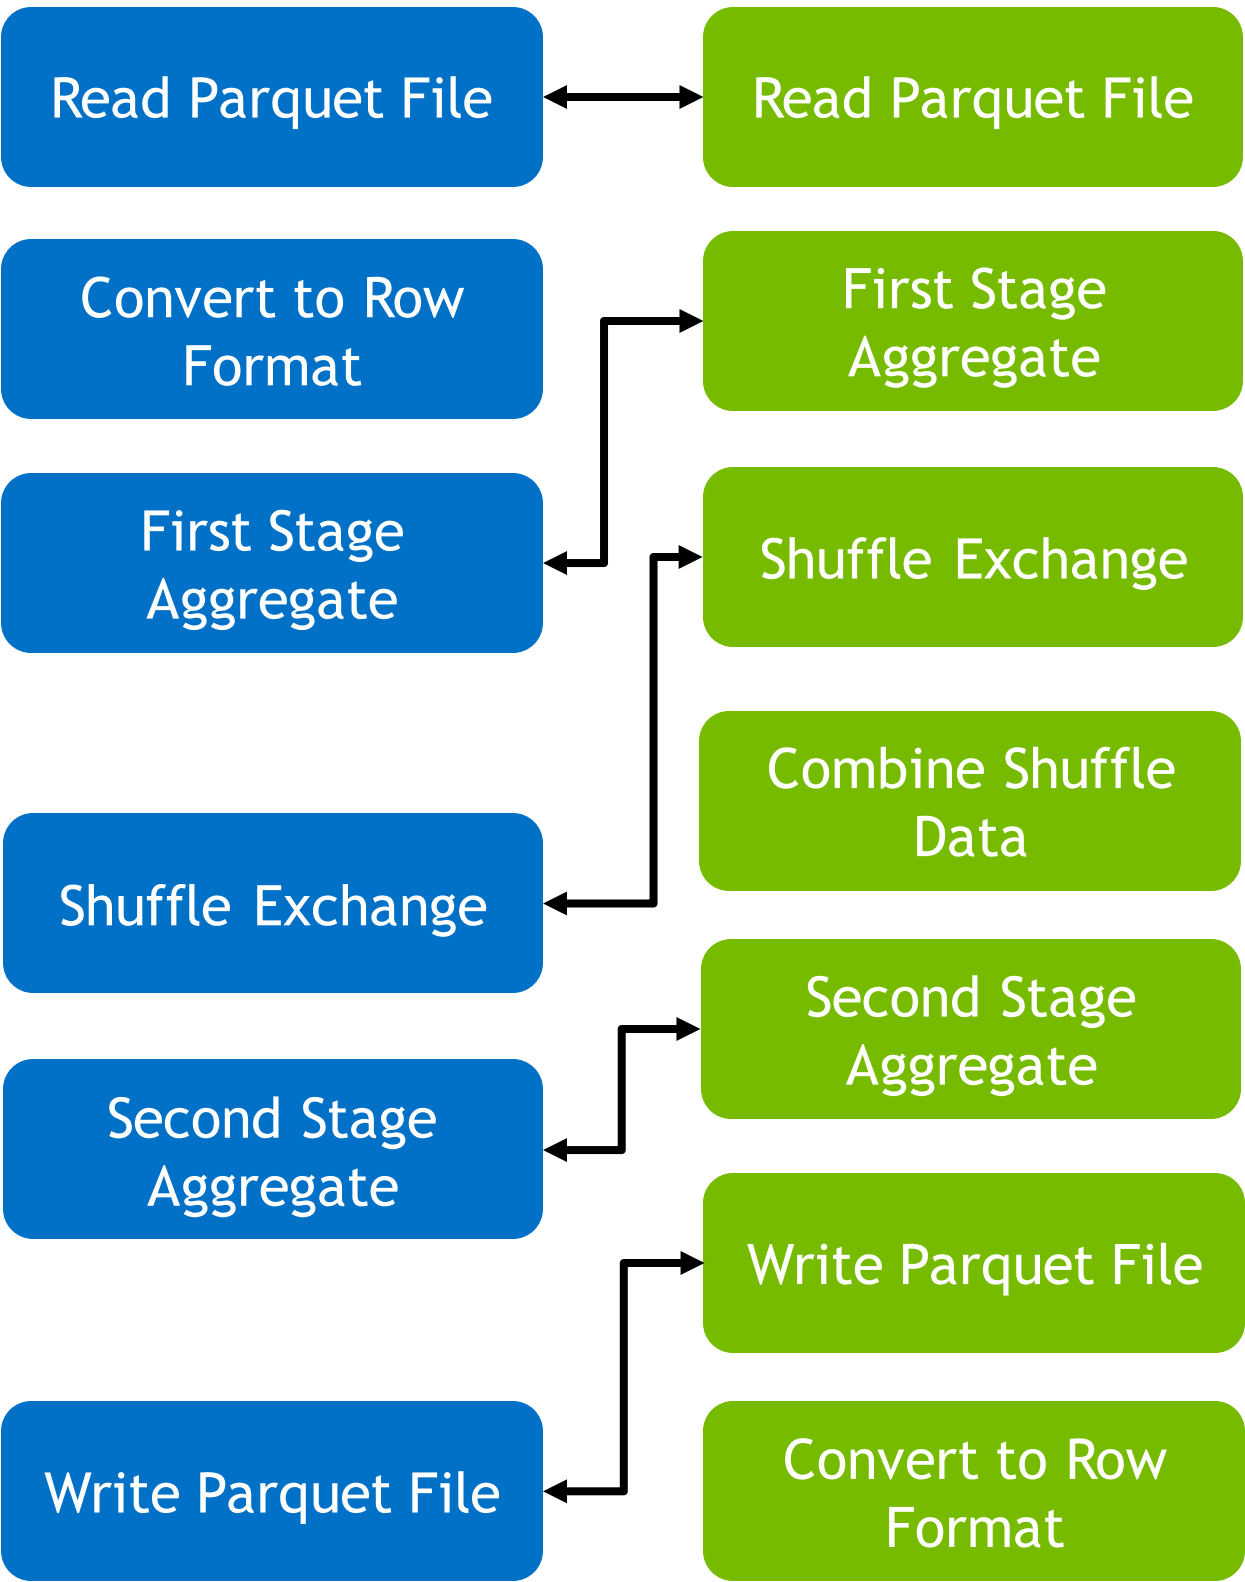 Read Parquet File
Read Parquet File
Convert to Row
Format
First Stage
Aggregate
First Stage
Aggregate
Shuffle Exchange
Combine Shuffle
Data
Shuffle Exchange
Second Stage
Aggregate
Second Stage
Aggregate
Write Parquet File
Write Parquet File
Convert to Row
Format